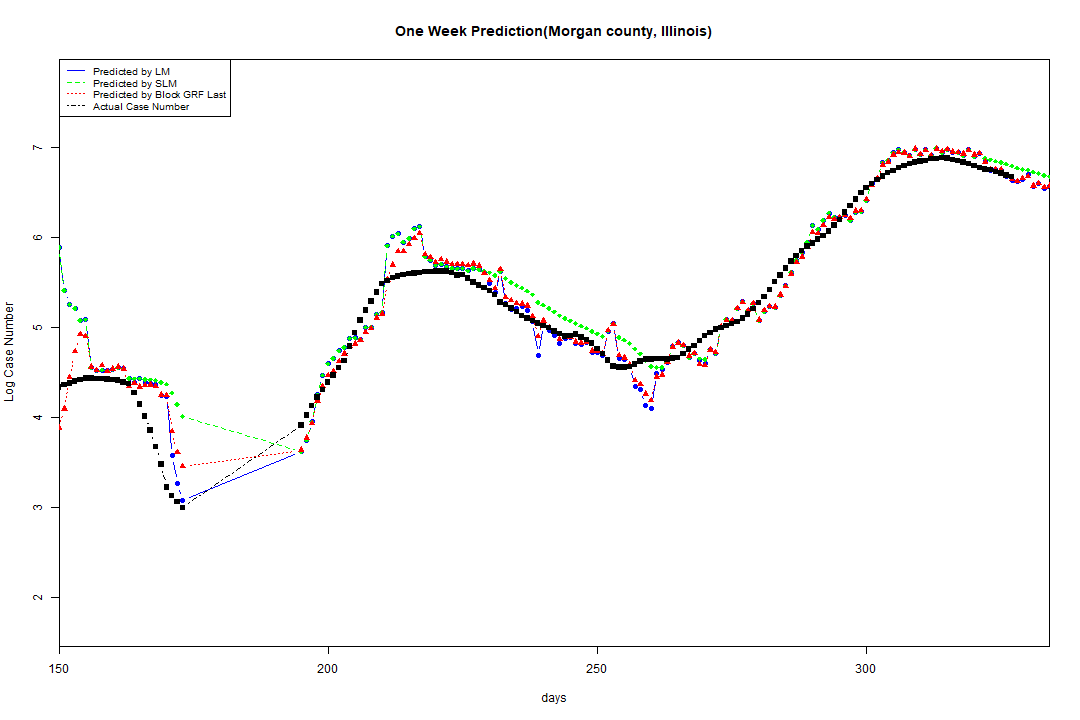 One Week Prediction(Morgan county, Illinois)
Predicted by LM
Predicted by SLM
Predicted by Block GRF Last
Actual Case Number
7
6
5
4
3
2
Log Case Number
150 200 250 300
days